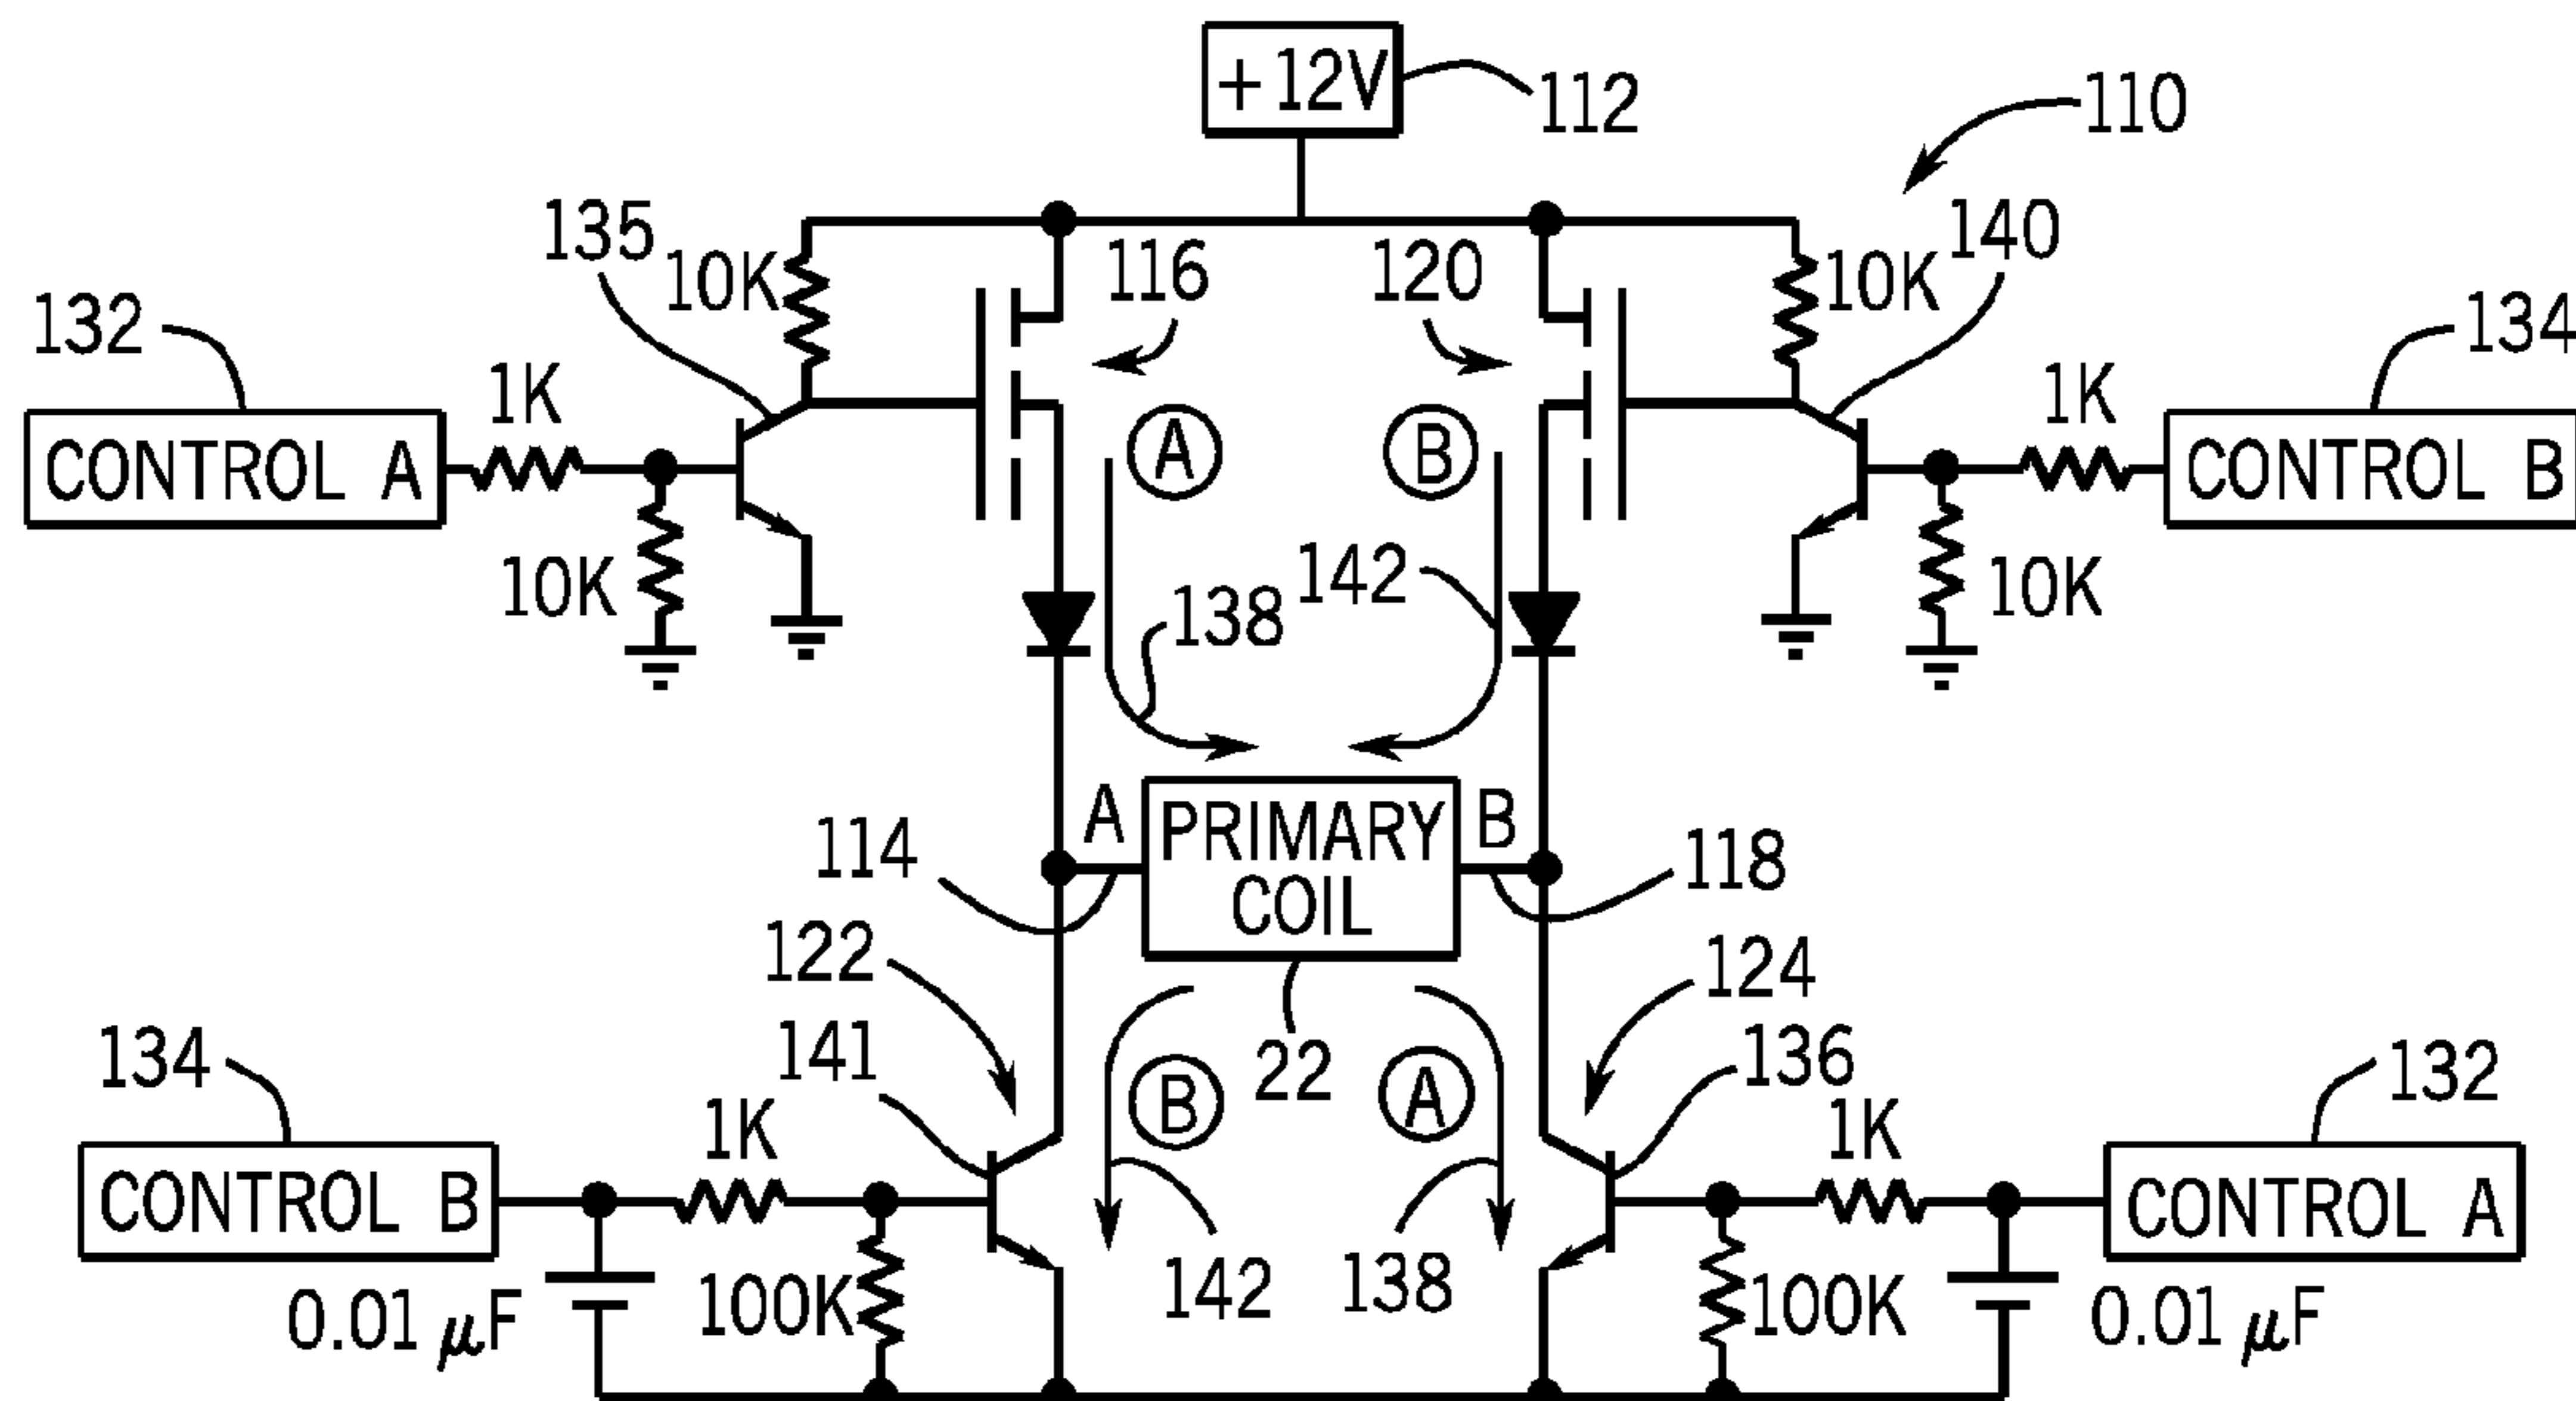 +12V
112
110
135
10K
116
120
10K
140
132
1K
134
1K
CONTROL A
A
B
CONTROL B
10K
142
138
10K
A
PRIMARY
COIL
B
114
118
122
124
141
22
136
134
132
1K
B
A
1K
CONTROL B
CONTROL A
0.01 μF
100K
142
138
100K
0.01 μF